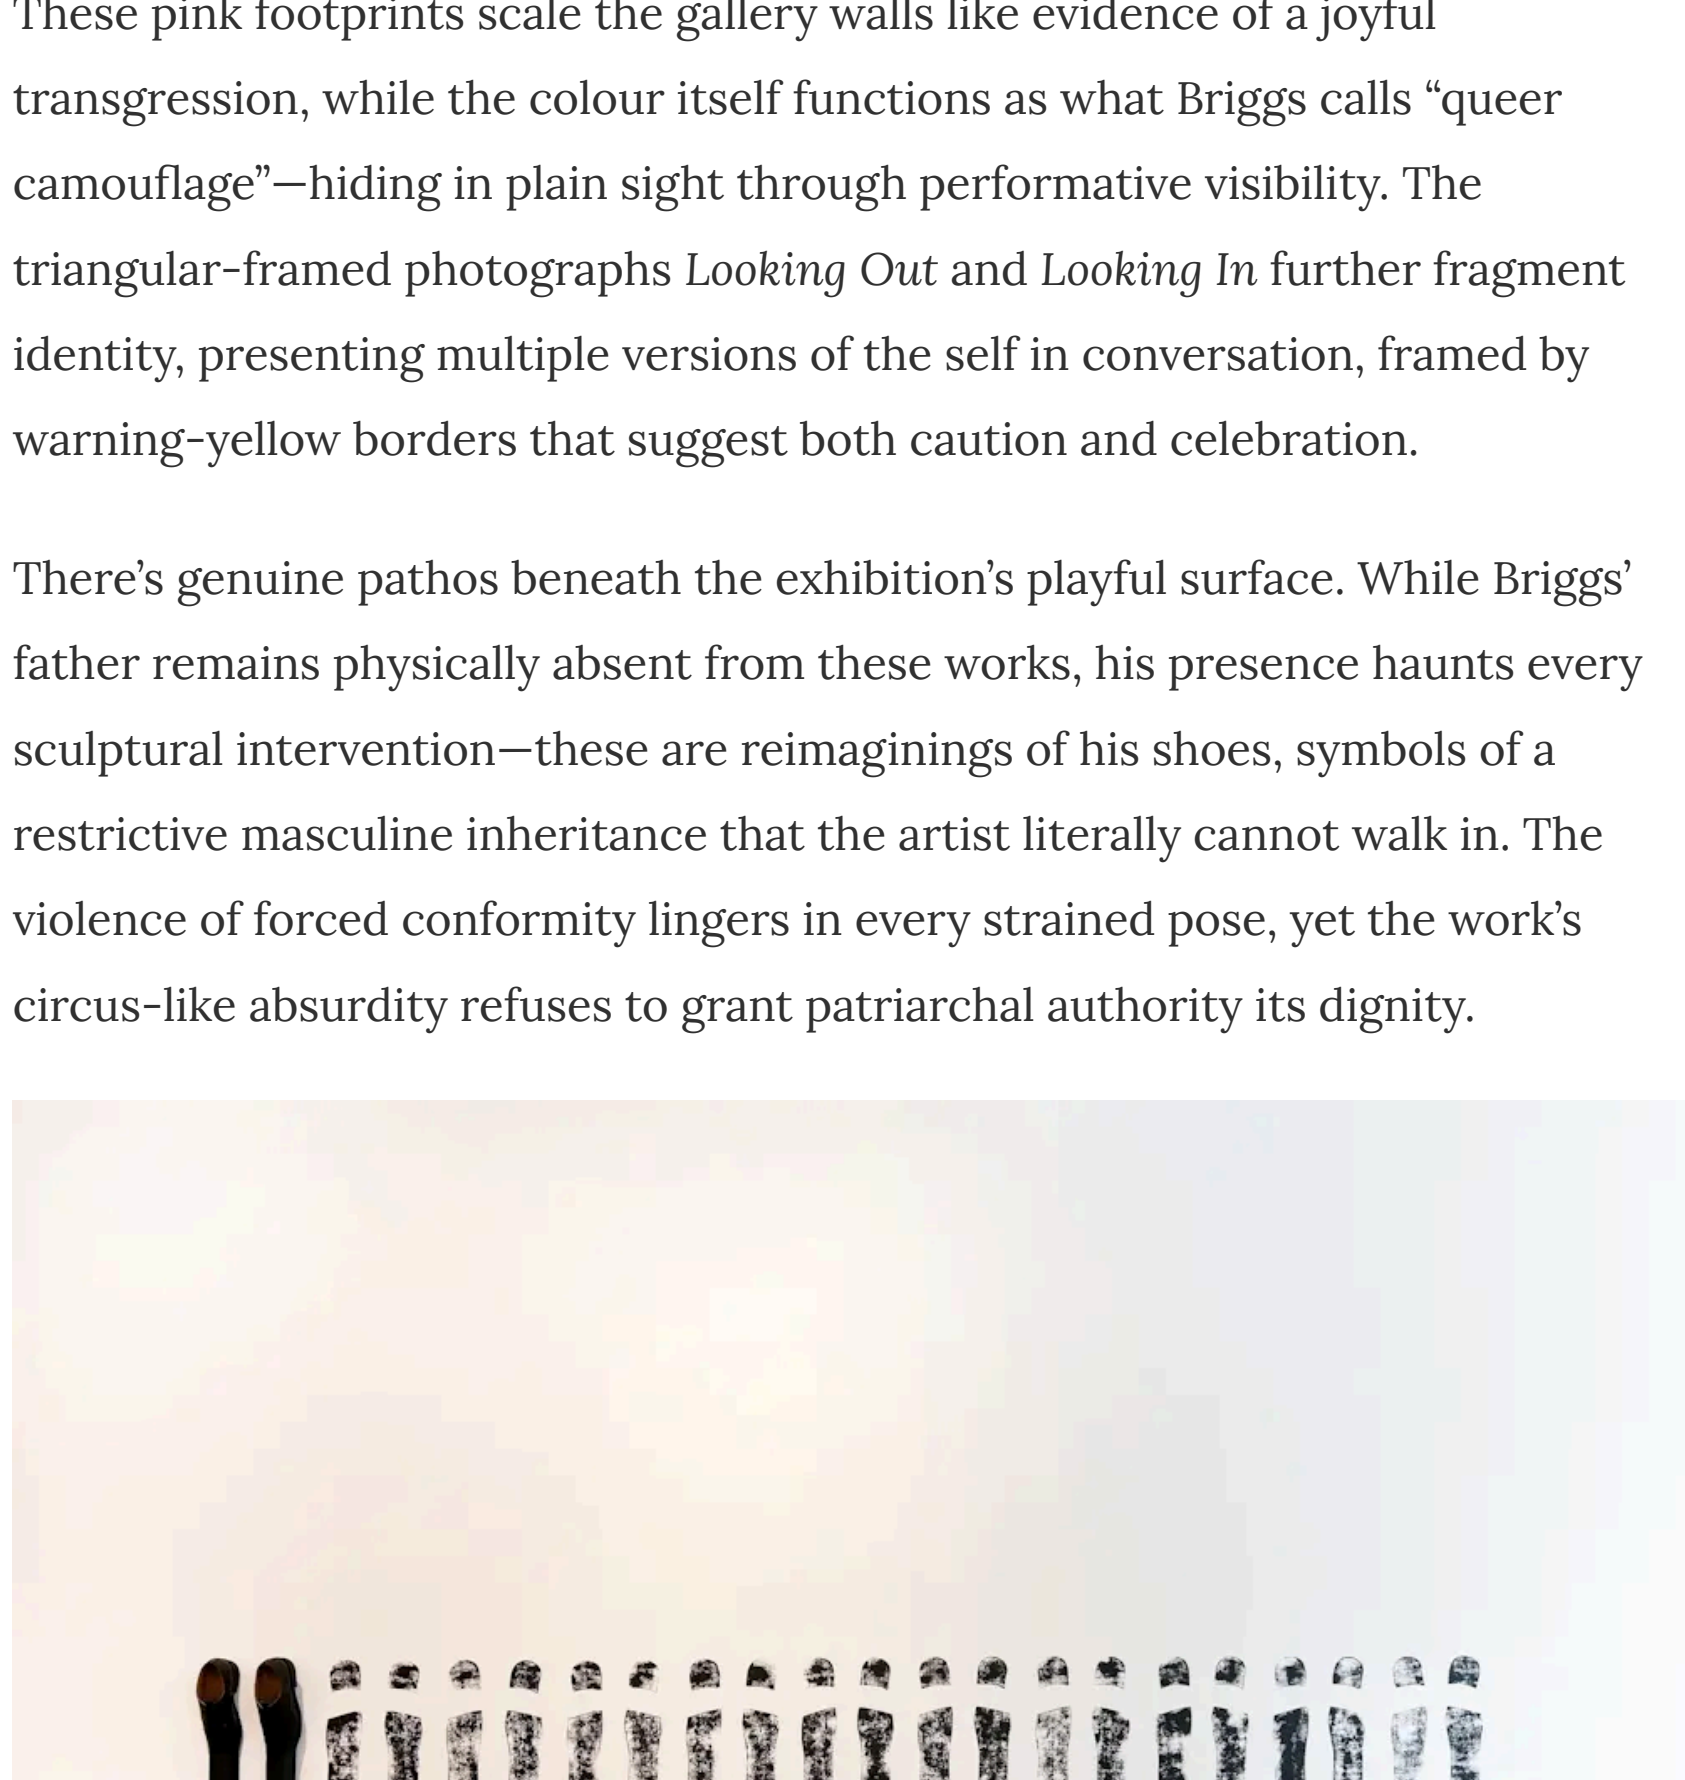 These pink footprints scale the gallery walls like evidence of a joyful
transgression, while the colour itself functions as what Briggs calls “queer
camouflage”—hiding in plain sight through performative visibility. The
triangular-framed photographs Looking Out and Looking In further fragment
identity, presenting multiple versions of the self in conversation, framed by
warning-yellow borders that suggest both caution and celebration.
There’s genuine pathos beneath the exhibition’s playful surface. While Briggs’
father remains physically absent from these works, his presence haunts every
sculptural intervention—these are reimaginings of his shoes, symbols of a
restrictive masculine inheritance that the artist literally cannot walk in. The
violence of forced conformity lingers in every strained pose, yet the work’s
circus-like absurdity refuses to grant patriarchal authority its dignity.